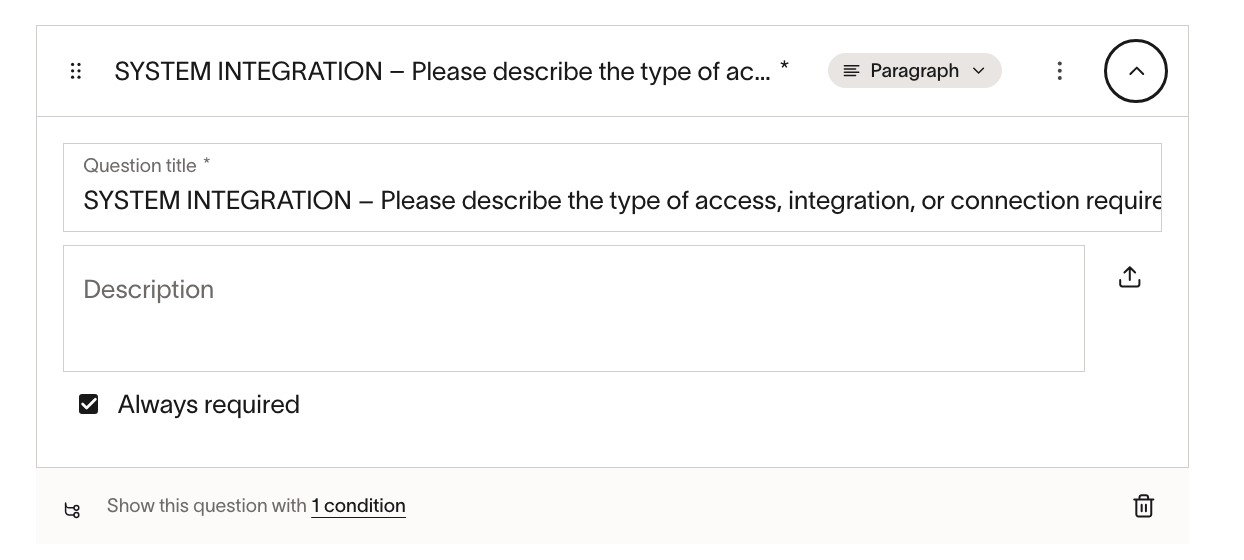 SYSTEM INTEGRATION – Please describe the type of ac... *
Paragraph
Question title *
SYSTEM INTEGRATION – Please describe the type of access, integration, or connection require
Description
Always required
Show this question with 1 condition